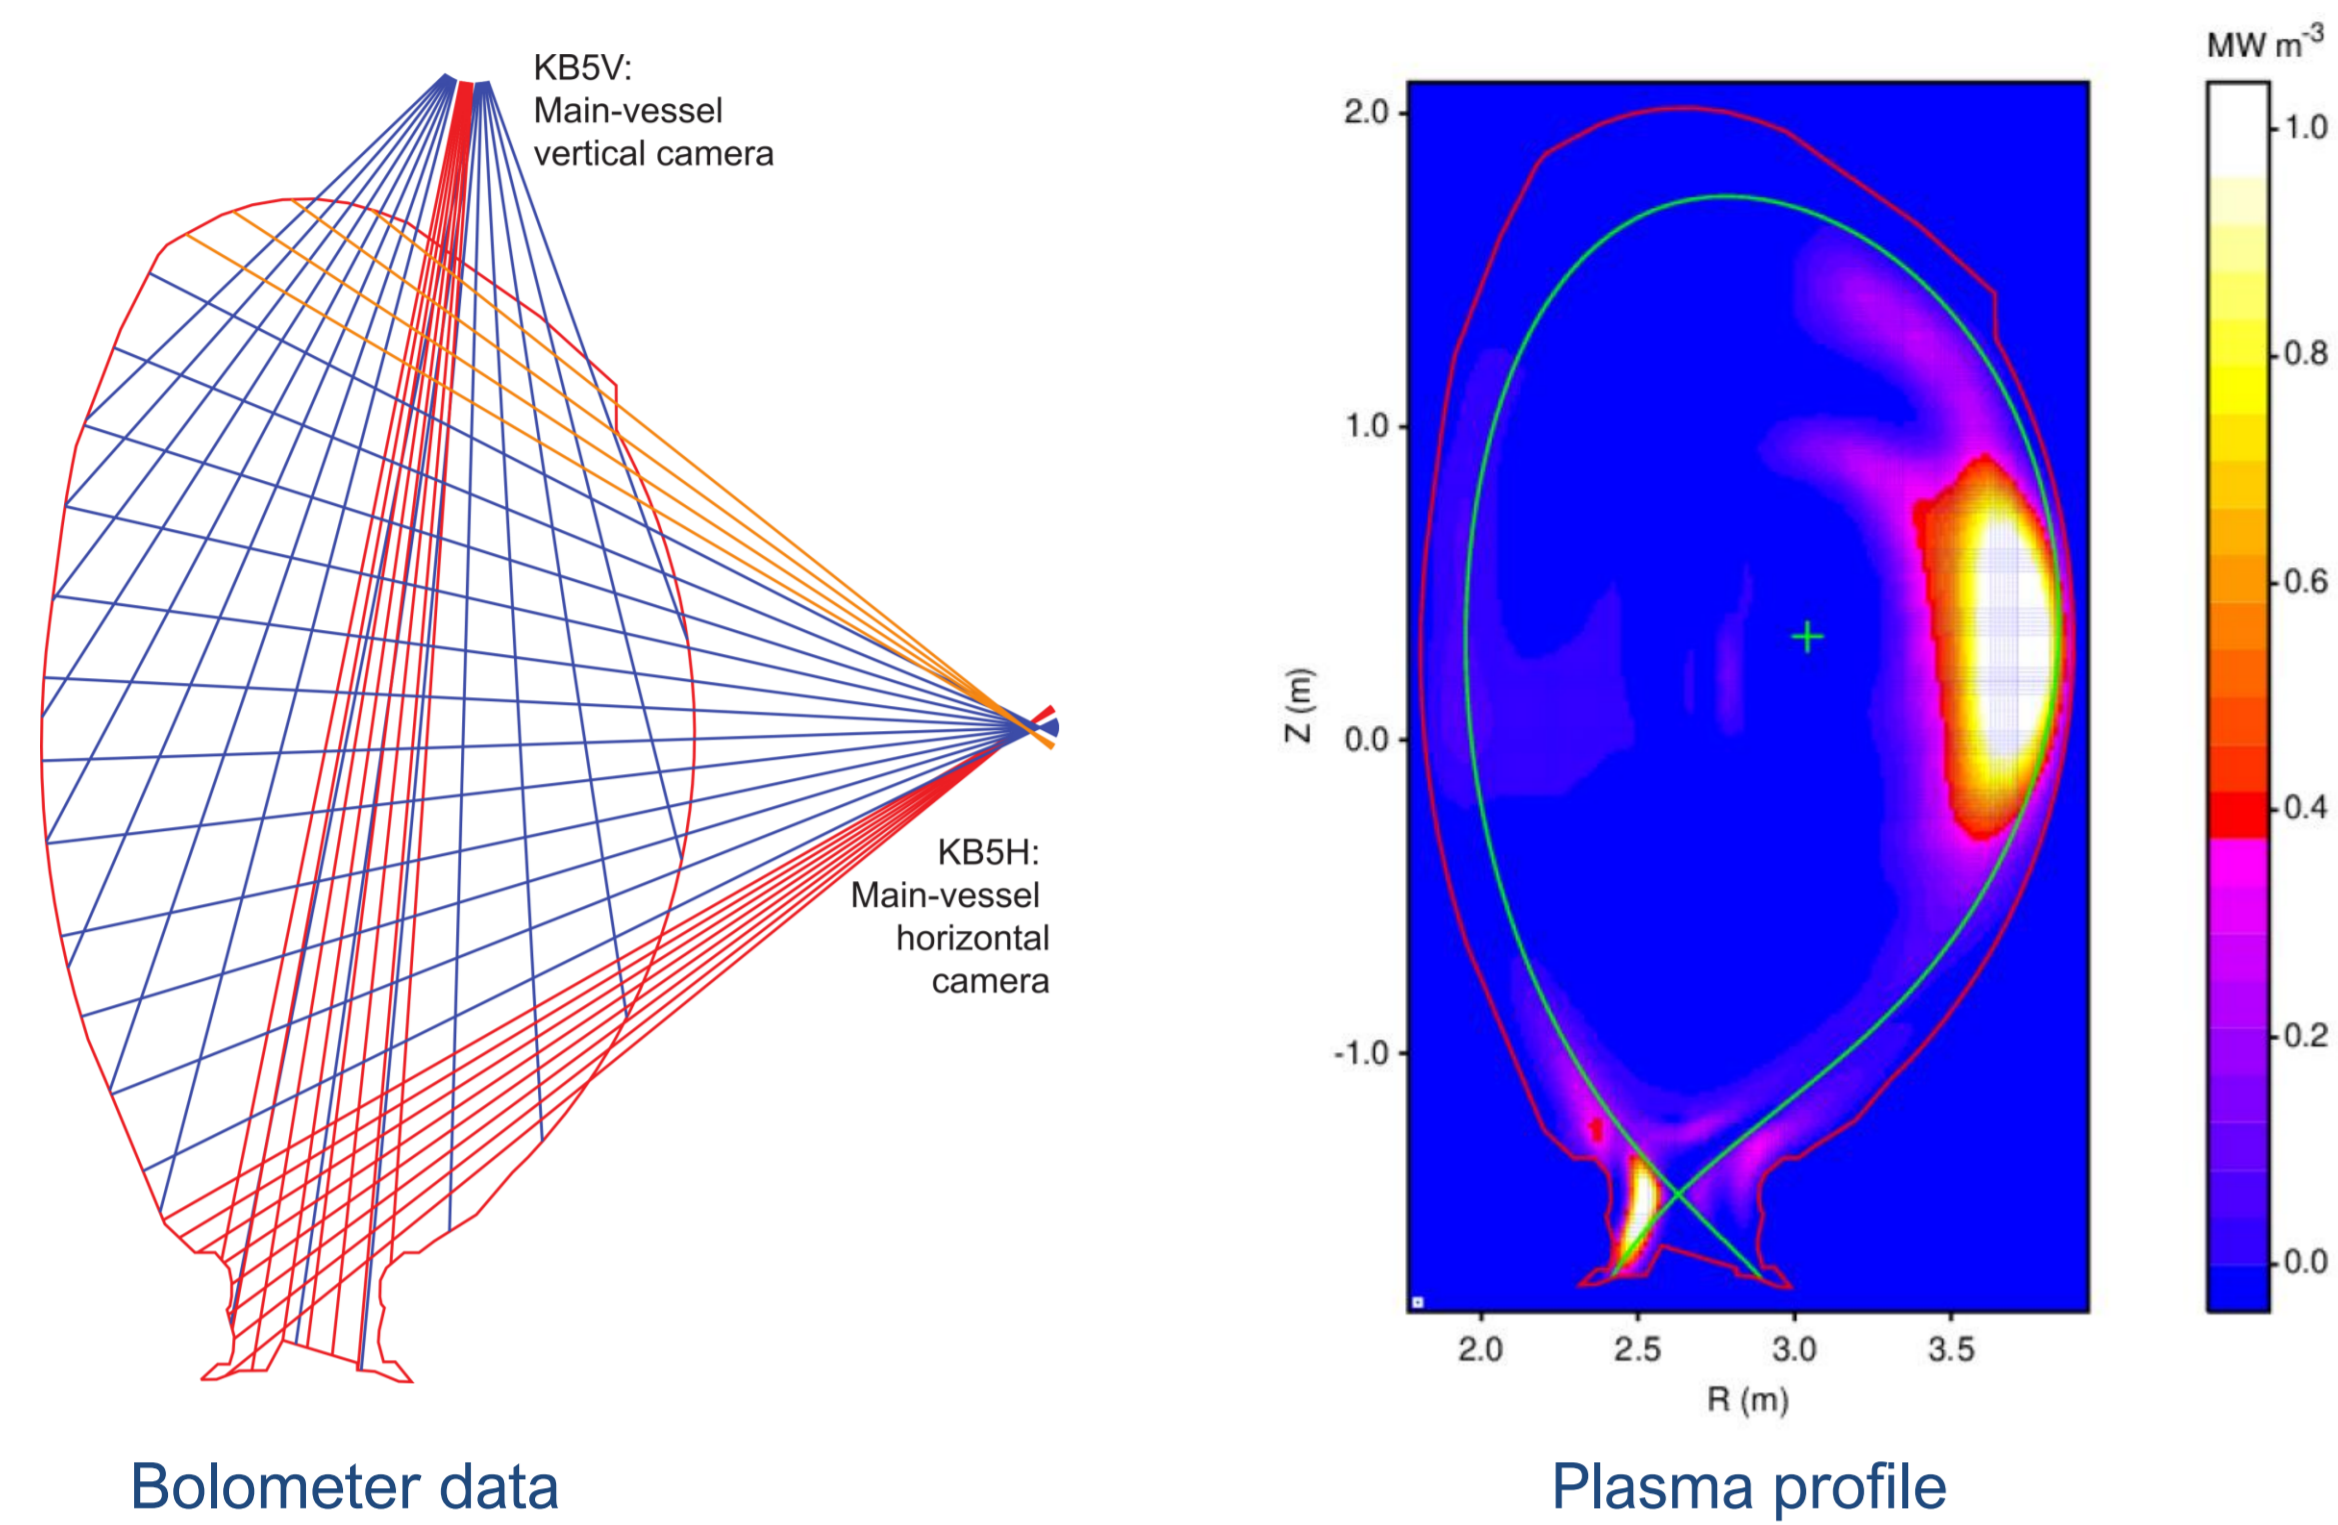 KB5V:
Main-vessel
vertical camera
KB5H:
Main-vessel
horizontal
camera
Bolometer data
MW m⁻³
2.0
1.0
0.0
-1.0
Z (m)
2.0 2.5 3.0 3.5
R (m)
1.0
0.8
0.6
0.4
0.2
0.0
Plasma profile